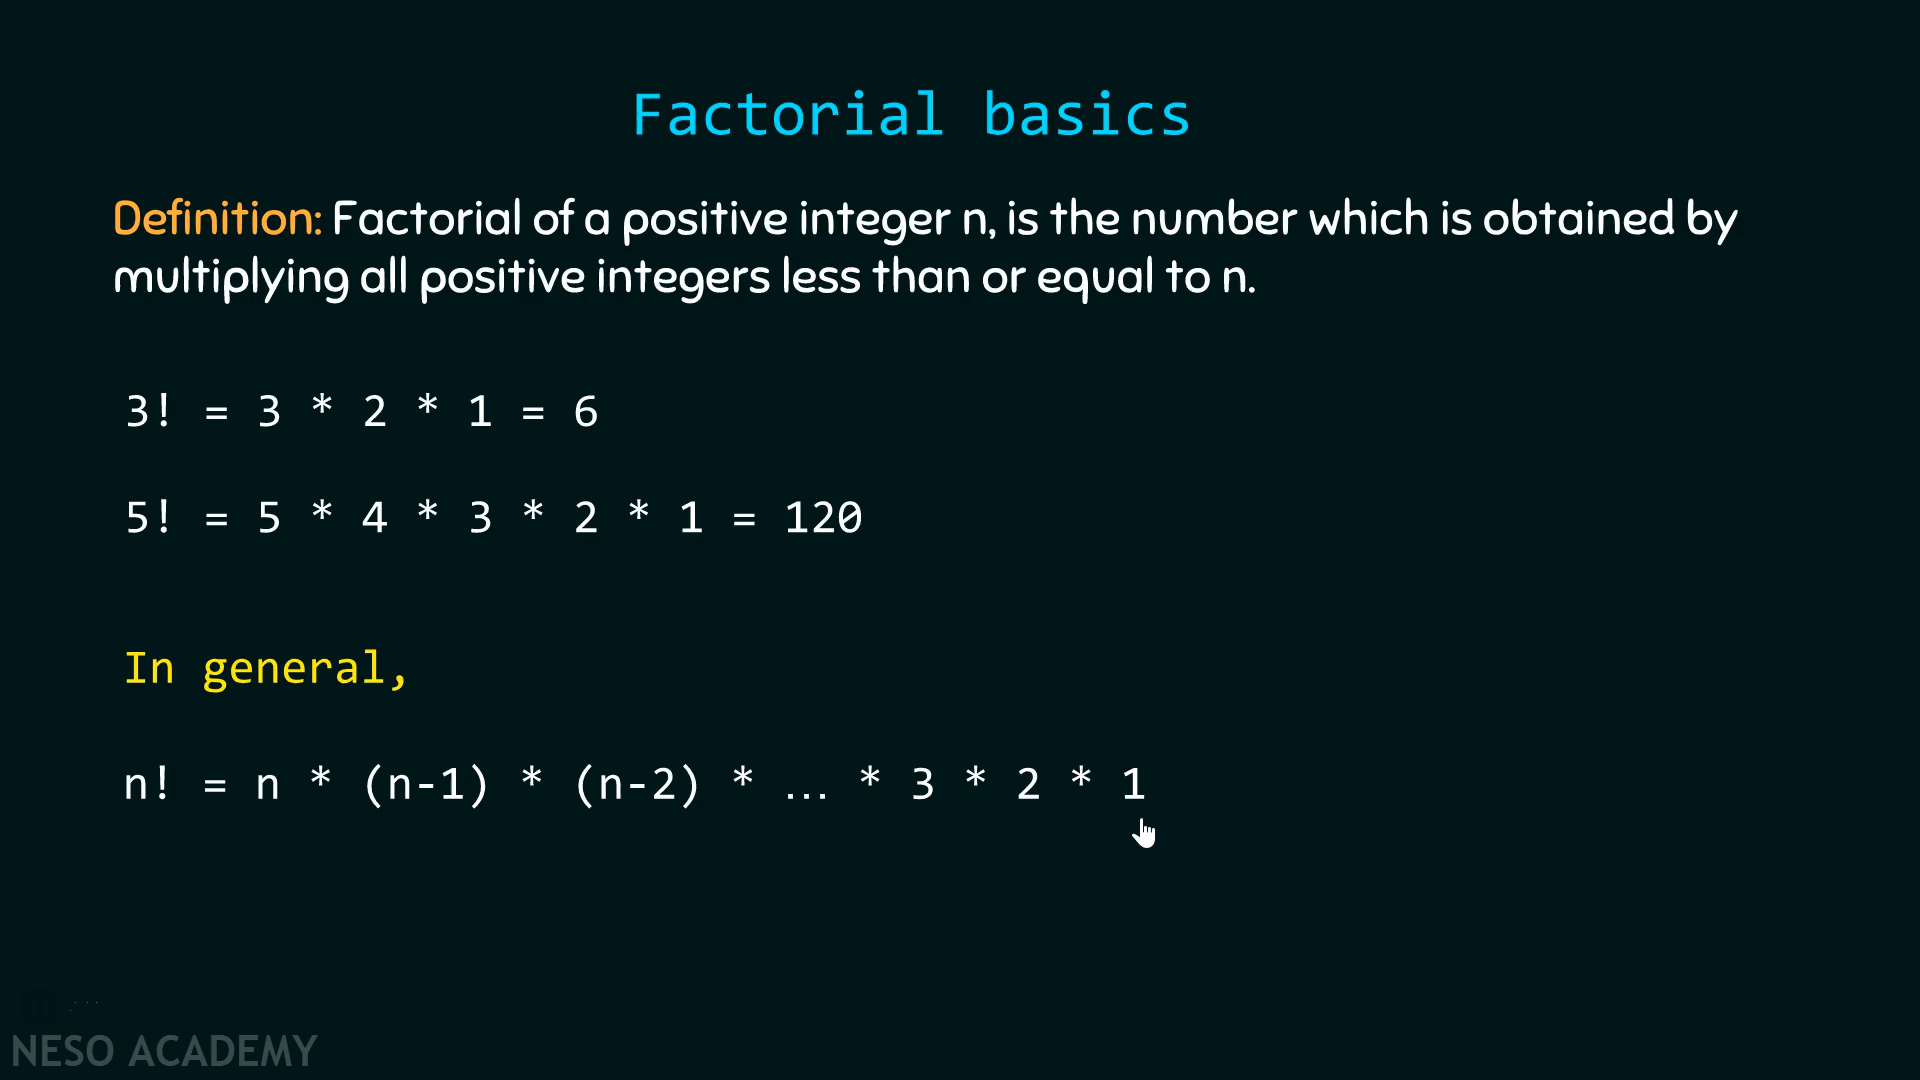 Factorial basics
Definition: Factorial of a positive integer n, is the number which is obtained by
multiplying all positive integers less than or equal to n.
3! = 3 * 2 * 1 = 6
5! = 5 * 4 * 3 * 2 * 1 = 120
In general,
n! = n * (n-1) * (n-2) * … * 3 * 2 * 1
NESO ACADEMY